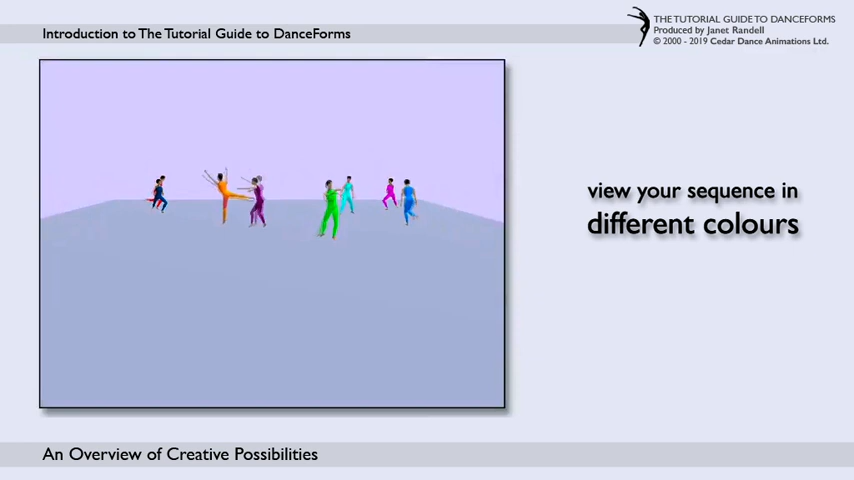 Introduction to The Tutorial Guide to DanceForms
THE TUTORIAL GUIDE TO DANCEFORMS
Produced by Janet Randell
© 2000 - 2019 Cedar Dance Animations Ltd.
view your sequence in
different colours
An Overview of Creative Possibilities